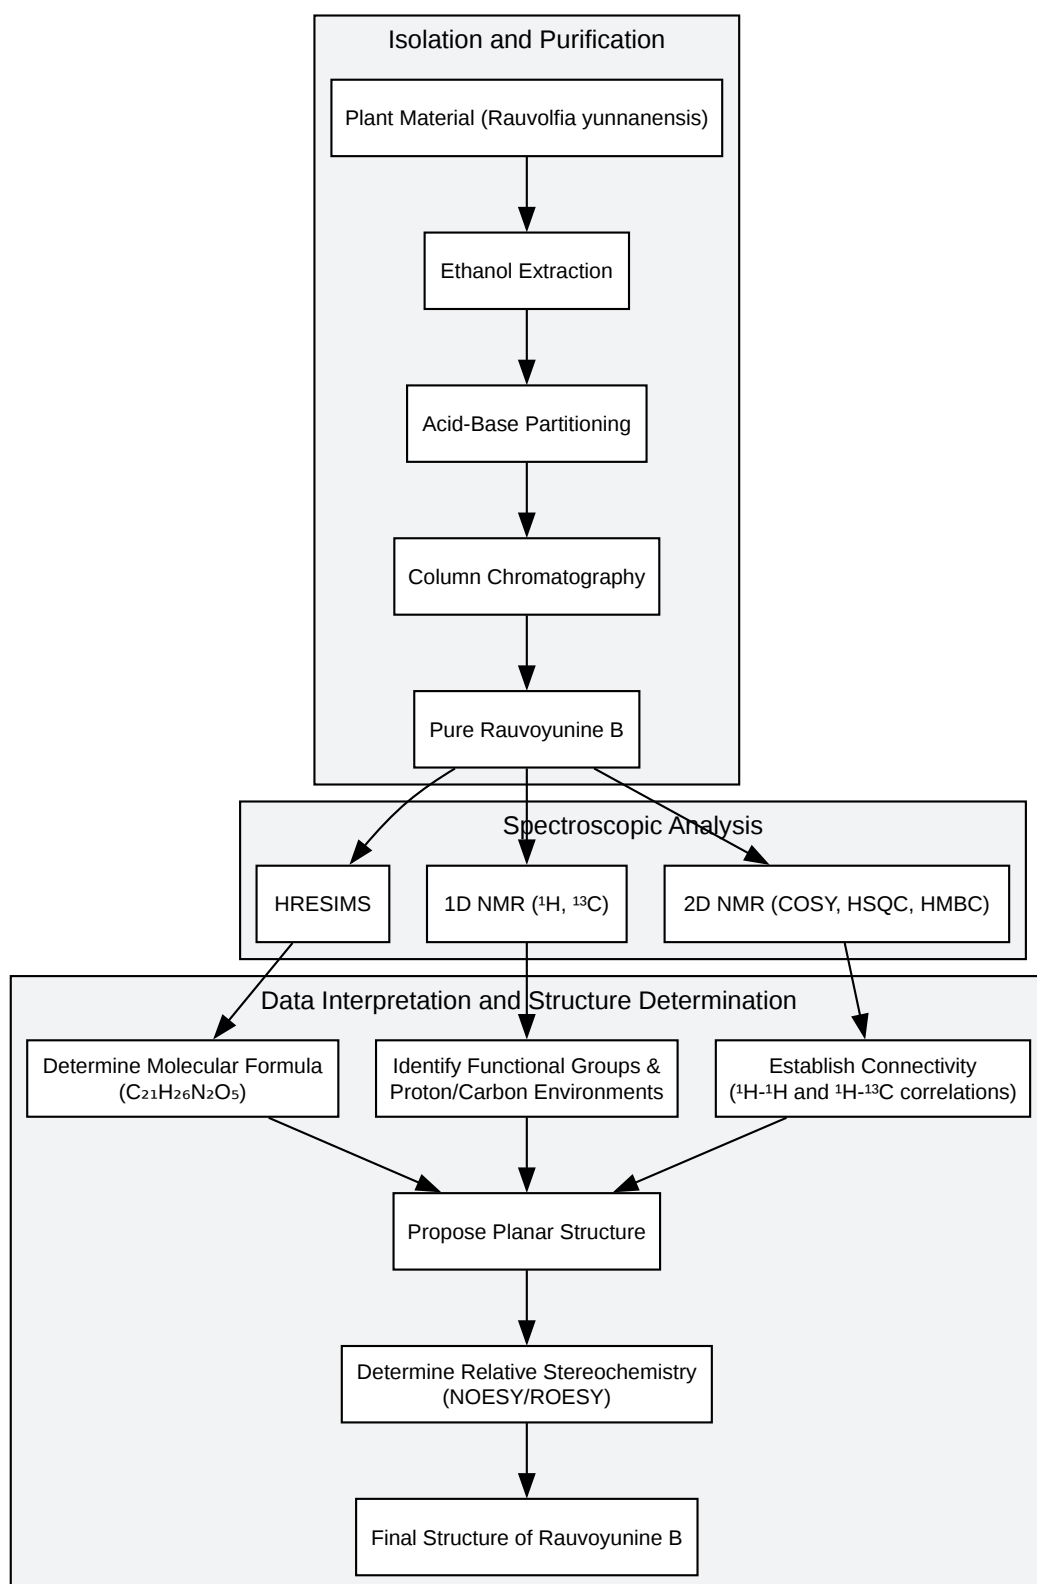 Isolation and Purification
Plant Material (Rauvolfia yunnanensis)
Ethanol Extraction
Acid-Base Partitioning
Column Chromatography
Pure Rauvoyunine B
Spectroscopic Analysis
HRESIMS
1D NMR (¹H, ¹³C)
2D NMR (COSY, HSQC, HMBC)
Data Interpretation and Structure Determination
Determine Molecular Formula
(C₂₁H₂₆N₂O₅)
Identify Functional Groups &
Proton/Carbon Environments
Establish Connectivity
(¹H-¹H and ¹H-¹³C correlations)
Propose Planar Structure
Determine Relative Stereochemistry
(NOESY/ROESY)
Final Structure of Rauvoyunine B